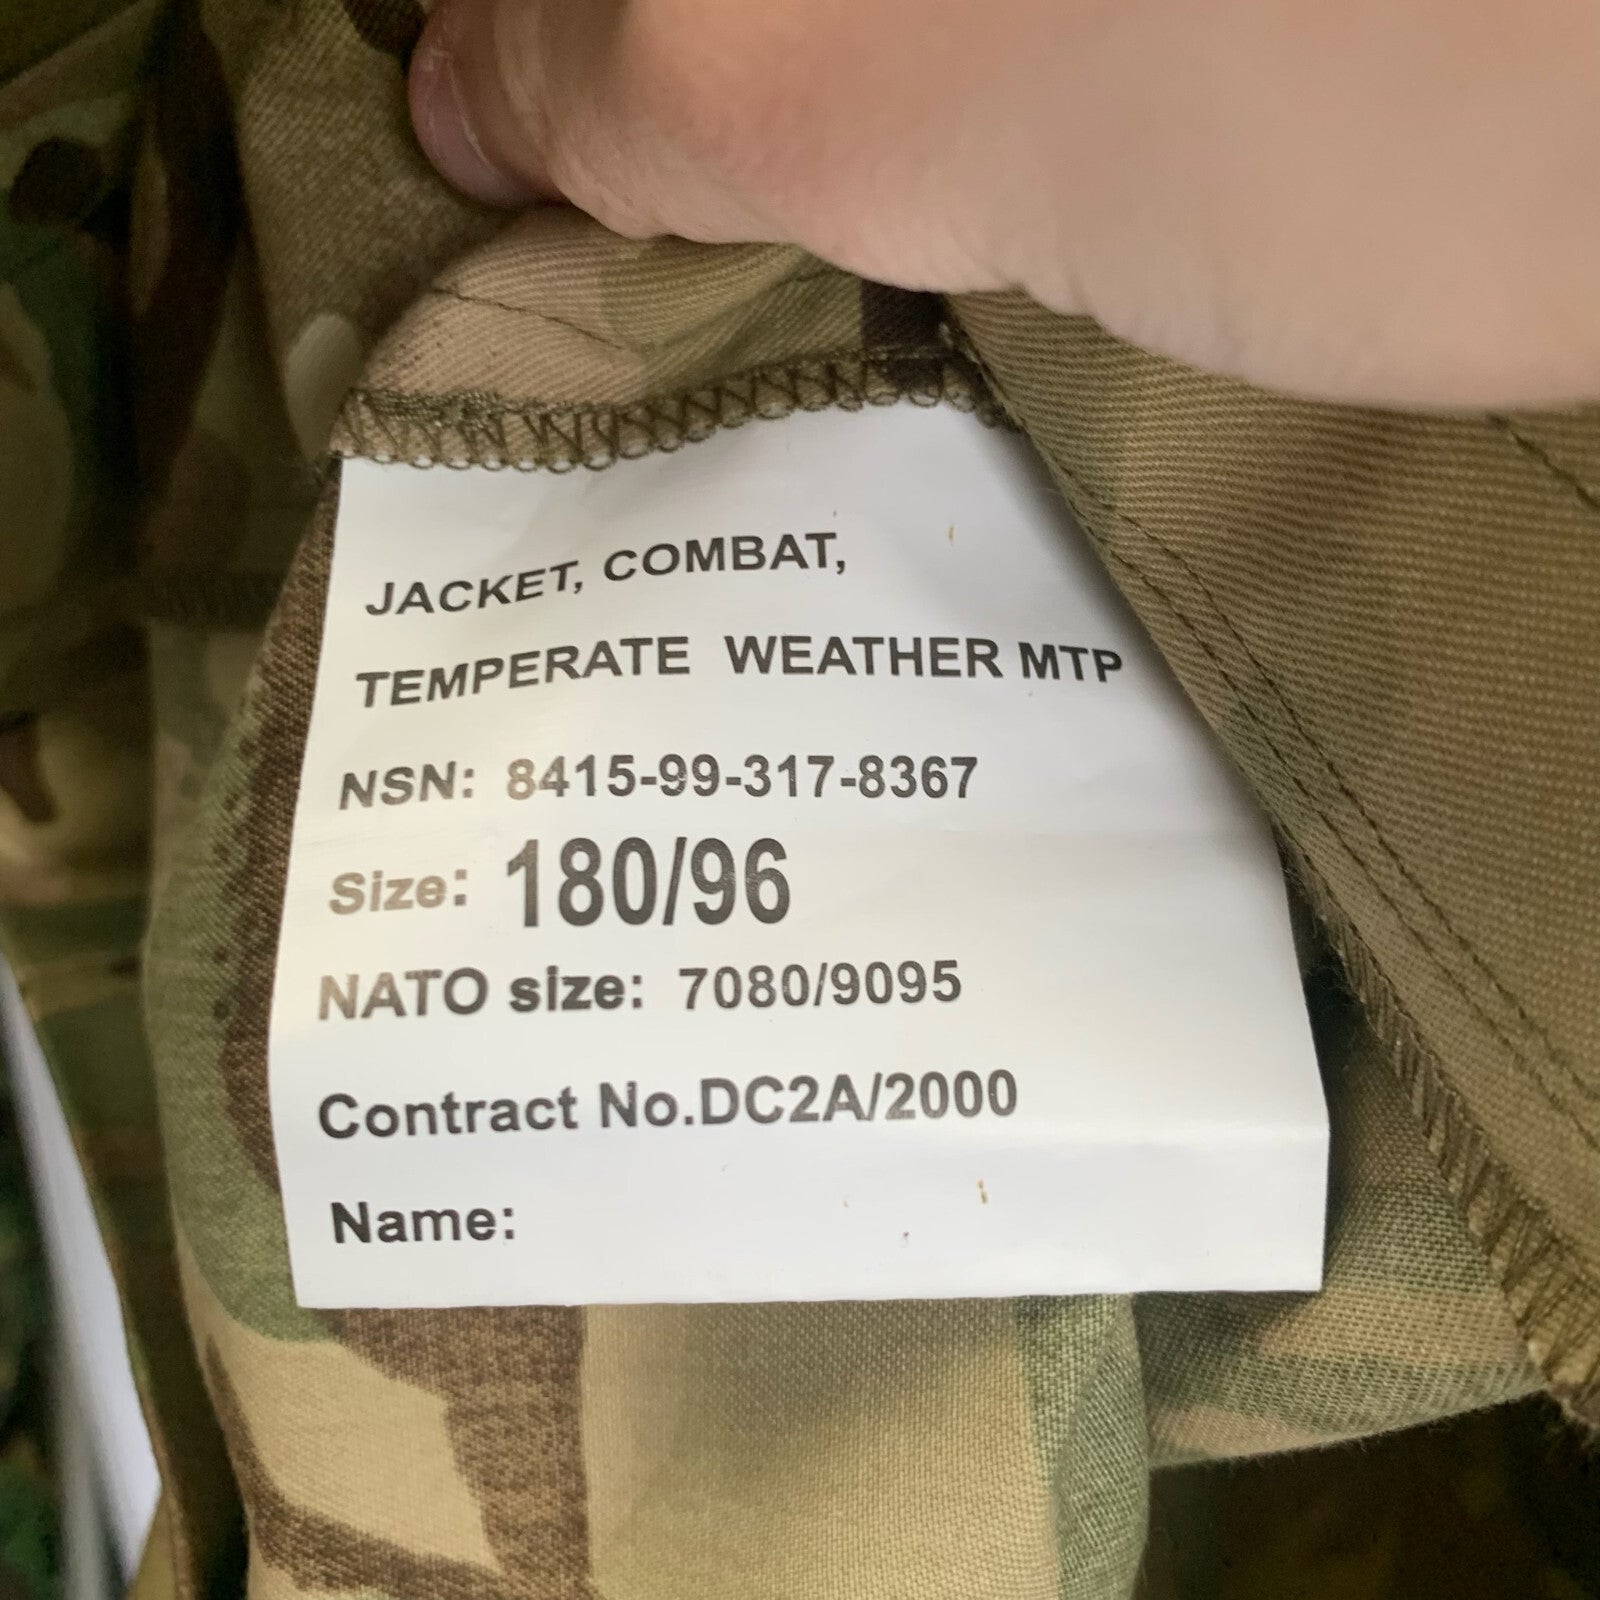 JACKET, COMBAT,
TEMPERATE WEATHER MTP
NSN: 8415-99-317-8367
Size: 180/96
NATO size: 7080/9095
Contract No.DC2A/2000
Name: